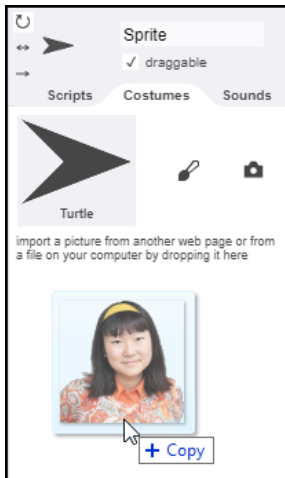 Sprite
draggable
Scripts Costumes Sounds
Turtle
import a picture from another web page or from
a file on your computer by dropping it here
+ Copy